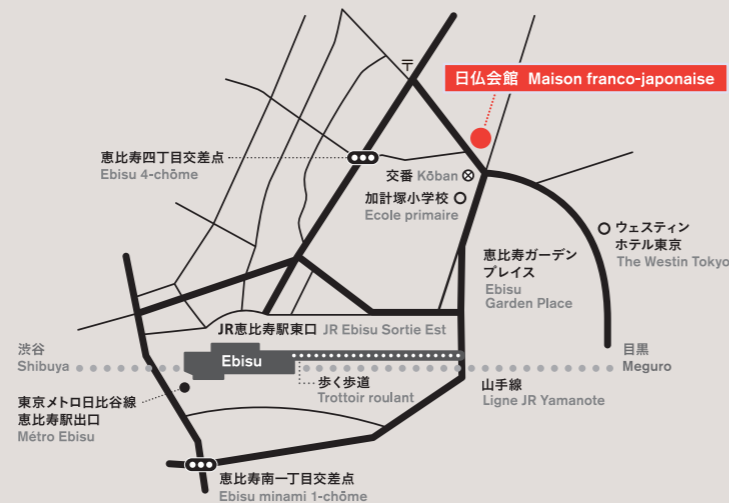 〒
日仏会館 Maison franco-japonaise
恵比寿四丁目交差点
Ebisu 4-chōme
交番 Kōban
加計塚小学校
Ecole primaire
ウェスティン
ホテル東京
The Westin Tokyo
恵比寿ガーデン
プレイス
Ebisu
Garden Place
JR恵比寿駅東口 JR Ebisu Sortie Est
渋谷
Shibuya
Ebisu
目黒
Meguro
歩く歩道
Trottoir roulant
山手線
Ligne JR Yamanote
東京メトロ日比谷線
恵比寿駅出口
Métro Ebisu
恵比寿南一丁目交差点
Ebisu minami 1-chōme